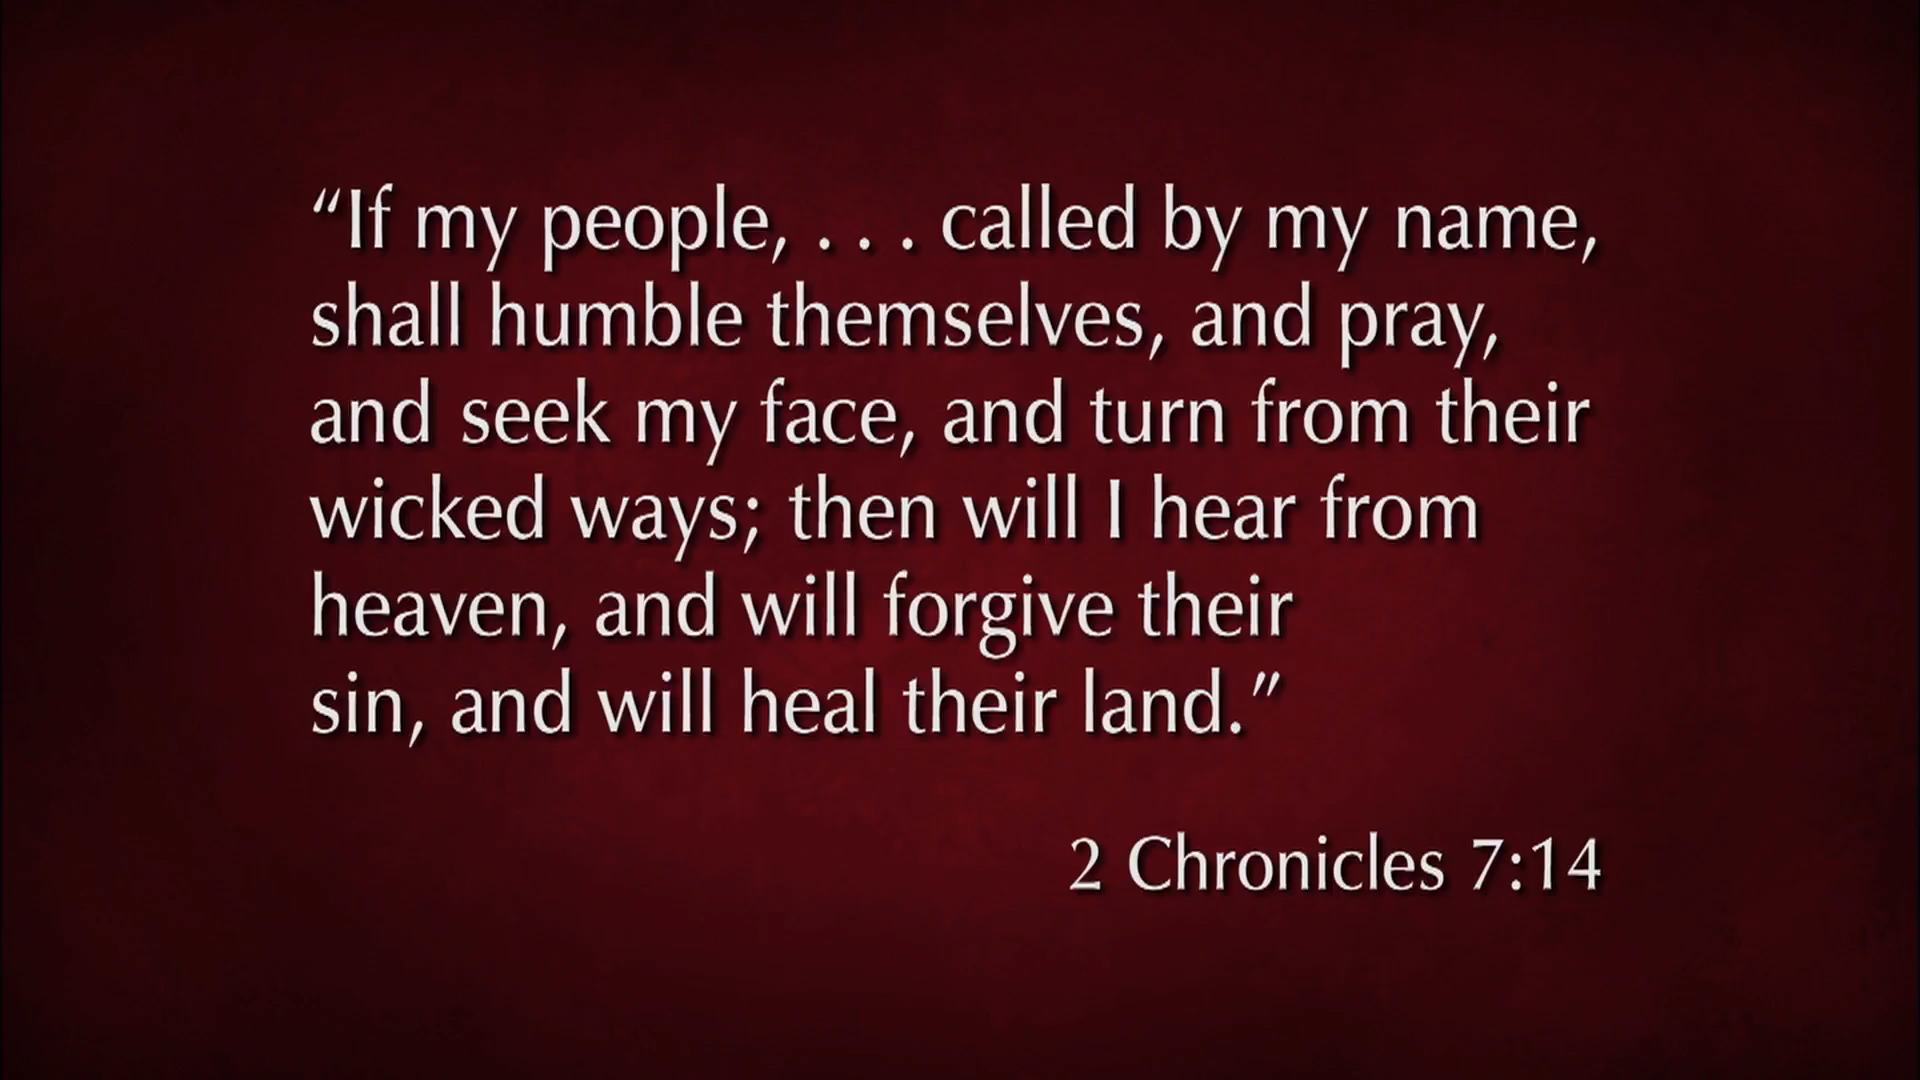 “If my people, . . . called by my name,
shall humble themselves, and pray,
and seek my face, and turn from their
wicked ways; then will I hear from
heaven, and will forgive their
sin, and will heal their land.”
2 Chronicles 7:14